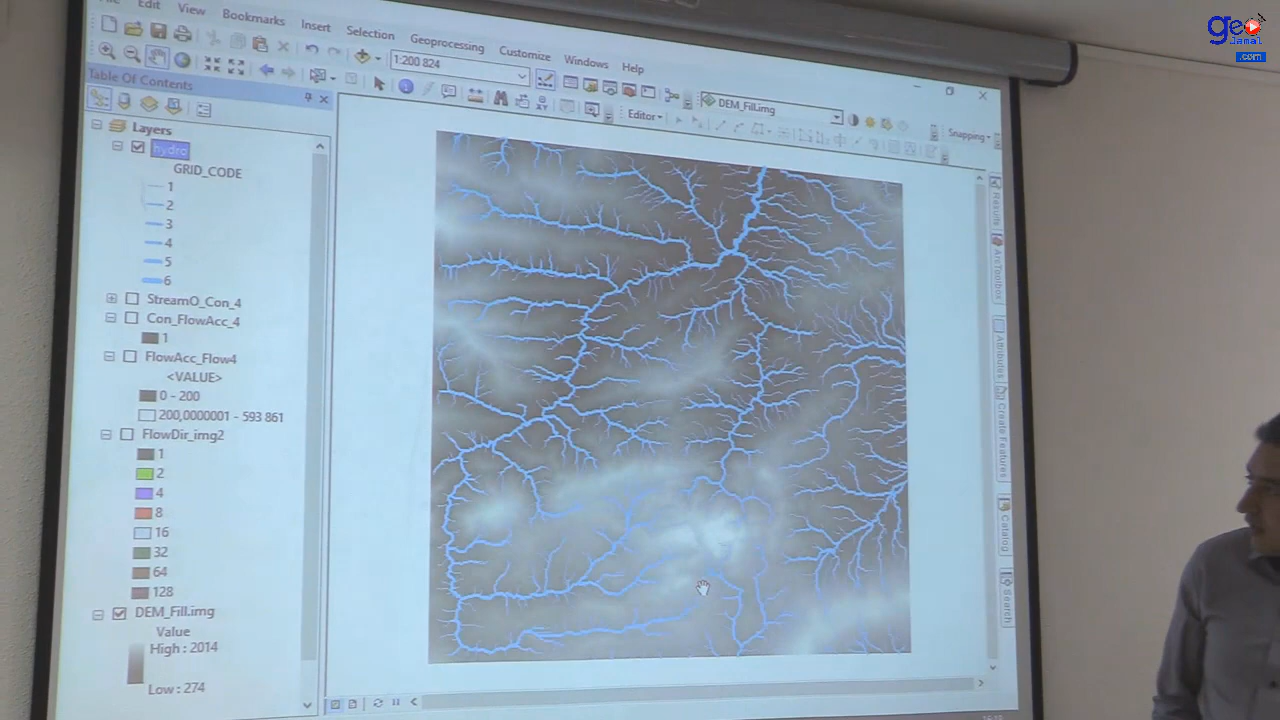 Edit View Bookmarks Insert Selection Geoprocessing Customize Windows Help
geo
Jamal
.com
1:200 824
DEM_Fill.img
Editor
Snapping
Table Of Contents
Layers
hydro
GRID_CODE
1
2
3
4
5
6
StreamO_Con_4
Con_FlowAcc_4
1
FlowAcc_Flow4
<VALUE>
0 - 200
200,0000001 - 593 861
FlowDir_img2
1
2
4
8
16
32
64
128
DEM_Fill.img
Value
High : 2014
Low : 274
Results
ArcToolbox
Attributes
Create Features
Catalog
Search